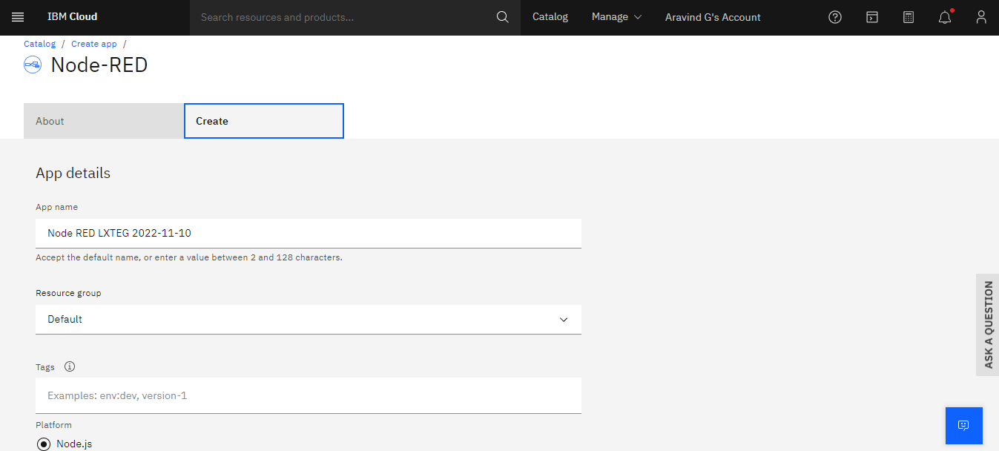 IBM Cloud
Search resources and products...
Catalog
Manage
Aravind G's Account
Catalog / Create app /
Node-RED
About
Create
App details
App name
Node RED LXTEG 2022-11-10
Accept the default name, or enter a value between 2 and 128 characters.
Resource group
Default
Tags
Examples: env:dev, version-1
Platform
Node.js
ASK A QUESTION